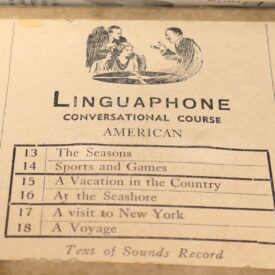 LINGUAPHONE
CONVERSATIONAL COURSE
AMERICAN
13 The Seasons
14 Sports and Games
15 A Vacation in the Country
16 At the Seashore
17 A visit to New York
18 A Voyage
Text of Sounds Record